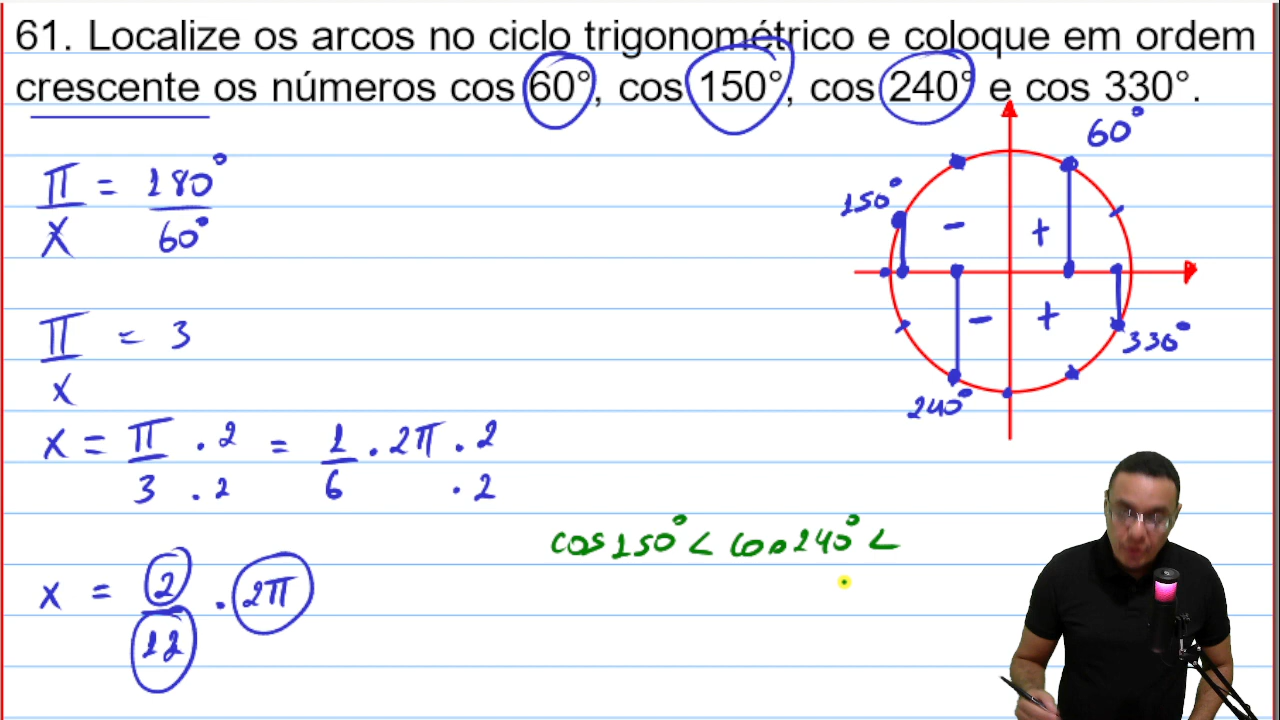 61. Localize os arcos no ciclo trigonométrico e coloque em ordem
crescente os números cos 60°, cos 150°, cos 240° e cos 330°.
π/x = 180°/60°
π/x = 3
x = π/3 . 2/.2 = 1/6 . 2π . 2/.2
x = 2/12 . 2π
60°
150°
- +
- +
330°
240°
cos 150° < cos 240° <